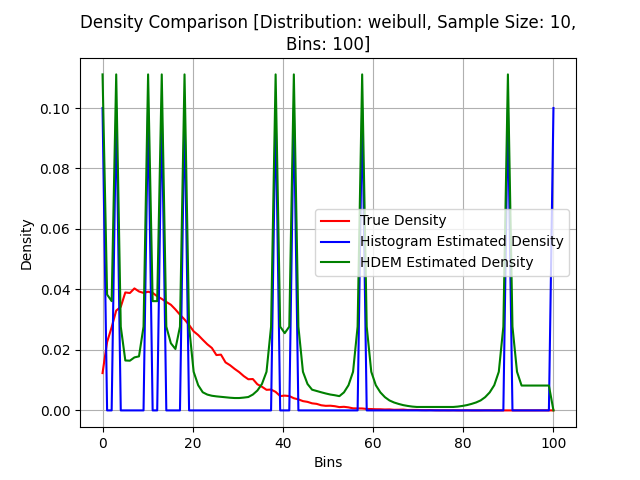 Density Comparison [Distribution: weibull, Sample Size: 10,
Bins: 100]
Density
0.10
0.08
0.06
0.04
0.02
0.00
True Density
Histogram Estimated Density
HDEM Estimated Density
0 20 40 60 80 100
Bins